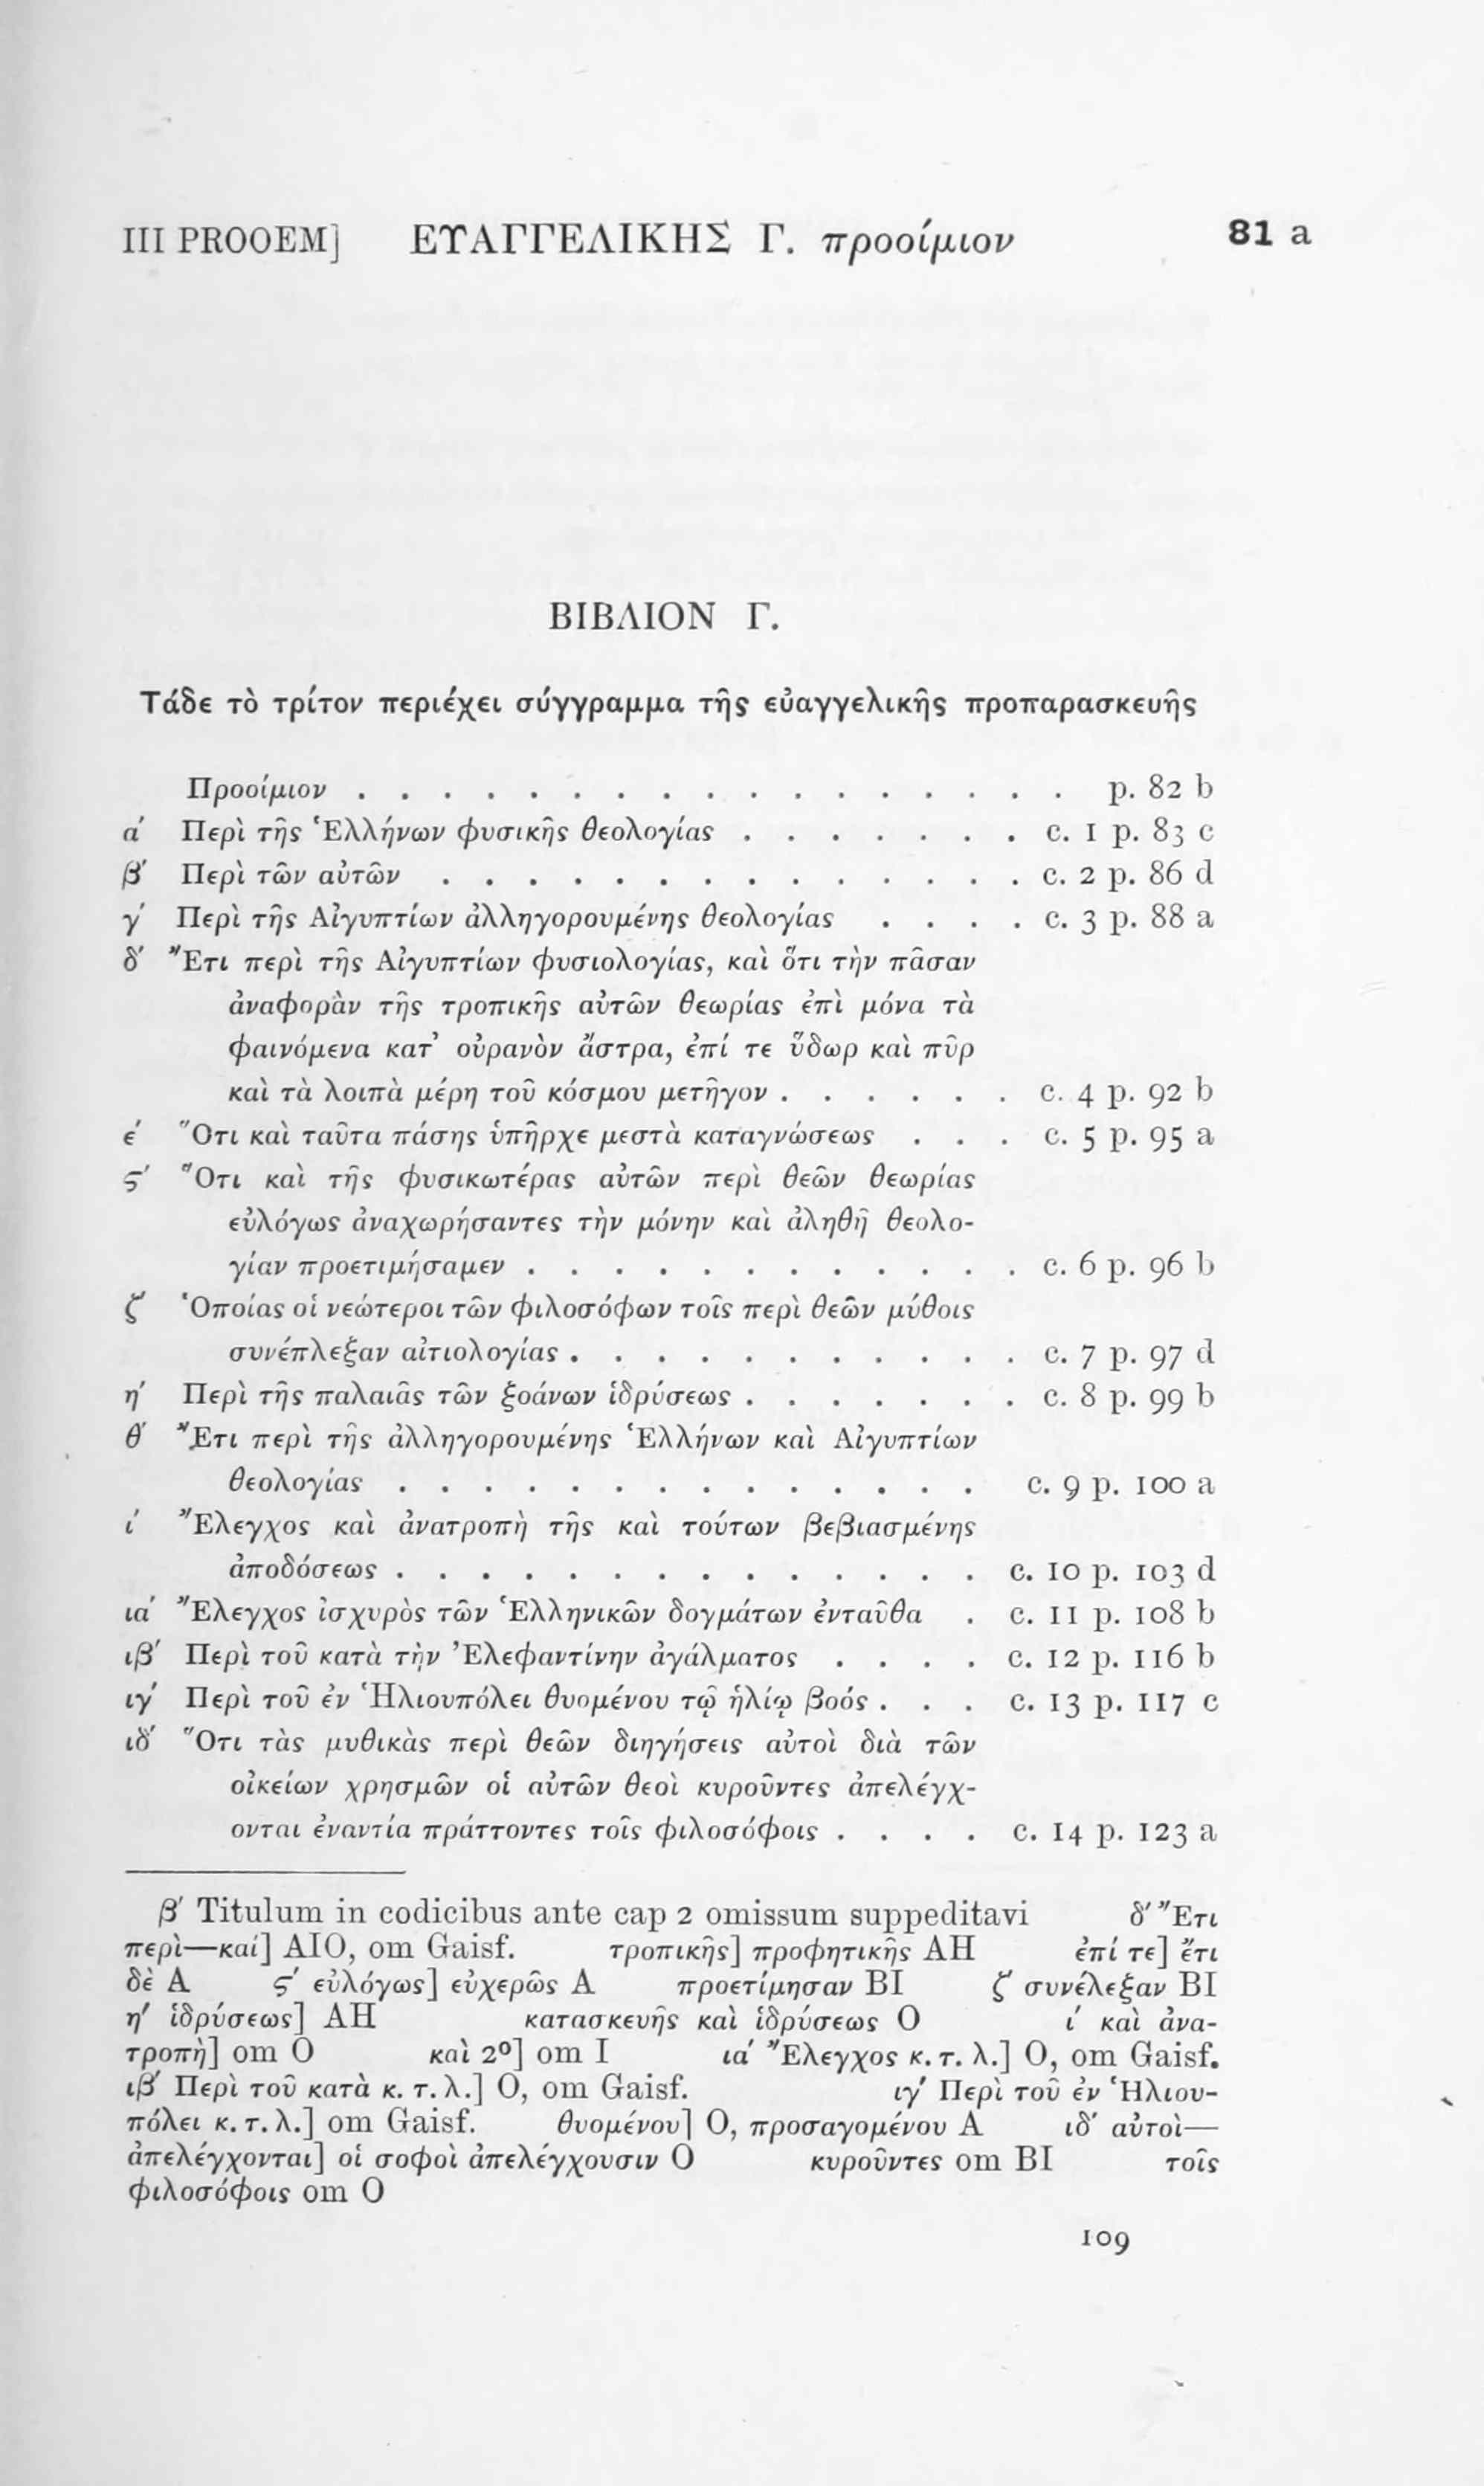 III PROOEM] ΕΥΑΓΓΕΛΙΚΗΣ Γ. προοίμιον 81 a
ΒΙΒΛΙΟΝ Γ.
Τάδε τὸ τρίτον περιέχει σύγγραμμα τῆς εὐαγγελικῆς προπαρασκευῆς
Προοίμιον . . . . . . . . . . . . . . . . . p. 82 b
α΄ Περὶ τῆς Ἑλλήνων φυσικῆς θεολογίας . . . . . . . c. 1 p. 83 c
β΄ Περὶ τῶν αὐτῶν . . . . . . . . . . . . . . c. 2 p. 86 d
γ΄ Περὶ τῆς Αἰγυπτίων ἀλληγορουμένης θεολογίας . . . . c. 3 p. 88 a
δ΄ Ἔτι περὶ τῆς Αἰγυπτίων φυσιολογίας, καὶ ὅτι τὴν πᾶσαν
ἀναφορὰν τῆς τροπικῆς αὐτῶν θεωρίας ἐπὶ μόνα τὰ
φαινόμενα κατ᾽ οὐρανὸν ἄστρα, ἐπί τε ὕδωρ καὶ πῦρ
καὶ τὰ λοιπὰ μέρη τοῦ κόσμου μετῆγον . . . . . . c. 4 p. 92 b
ε΄ Ὅτι καὶ ταῦτα πάσης ὑπῆρχε μεστὰ καταγνώσεως . . . c. 5 p. 95 a
ς΄ Ὅτι καὶ τῆς φυσικωτέρας αὐτῶν περὶ θεῶν θεωρίας
εὐλόγως ἀναχωρήσαντες τὴν μόνην καὶ ἀληθῆ θεολο-
γίαν προετιμήσαμεν . . . . . . . . . . . . c. 6 p. 96 b
ζ΄ Ὁποίας οἱ νεώτεροι τῶν φιλοσόφων τοῖς περὶ θεῶν μύθοις
συνέπλεξαν αἰτιολογίας . . . . . . . . . . . c. 7 p. 97 d
η΄ Περὶ τῆς παλαιᾶς τῶν ξοάνων ἱδρύσεως . . . . . . . c. 8 p. 99 b
θ΄ Ἔτι περὶ τῆς ἀλληγορουμένης Ἑλλήνων καὶ Αἰγυπτίων
θεολογίας . . . . . . . . . . . . . . c. 9 p. 100 a
ι΄ Ἔλεγχος καὶ ἀνατροπὴ τῆς καὶ τούτων βεβιασμένης
ἀποδόσεως . . . . . . . . . . . . . . c. 10 p. 103 d
ια΄ Ἔλεγχος ἰσχυρὸς τῶν Ἑλληνικῶν δογμάτων ἐνταῦθα . c. 11 p. 108 b
ιβ΄ Περὶ τοῦ κατὰ τὴν Ἐλεφαντίνην ἀγάλματος . . . . c. 12 p. 116 b
ιγ΄ Περὶ τοῦ ἐν Ἡλιουπόλει θυομένου τῷ ἡλίῳ βοός . . . c. 13 p. 117 c
ιδ΄ Ὅτι τὰς μυθικὰς περὶ θεῶν διηγήσεις αὐτοὶ διὰ τῶν
οἰκείων χρησμῶν οἱ αὐτῶν θεοὶ κυροῦντες ἀπελέγχ-
ονται ἐναντία πράττοντες τοῖς φιλοσόφοις . . . . c. 14 p. 123 a
β΄ Titulum in codicibus ante cap 2 omissum suppeditavi δ΄ Ἔτι
περὶ—καί] AIO, om Gaisf. τροπικῆς] προφητικῆς AH ἐπί τε] ἔτι
δὲ A ς΄ εὐλόγως] εὐχερῶς A προετίμησαν BI ζ΄ συνέλεξαν BI
η΄ ἱδρύσεως] AH κατασκευῆς καὶ ἱδρύσεως O ι΄ καὶ ἀνα-
τροπὴ] om O καὶ 2º] om I ια΄ Ἔλεγχος κ. τ. λ.] O, om Gaisf.
ιβ΄ Περὶ τοῦ κατὰ κ. τ. λ.] O, om Gaisf. ιγ΄ Περὶ τοῦ ἐν Ἡλιου-
πόλει κ. τ. λ.] om Gaisf. θυομένου] O, προσαγομένου A ιδ΄ αὐτοὶ—
ἀπελέγχονται] οἱ σοφοὶ ἀπελέγχουσιν O κυροῦντες om BI τοῖς
φιλοσόφοις om O
109